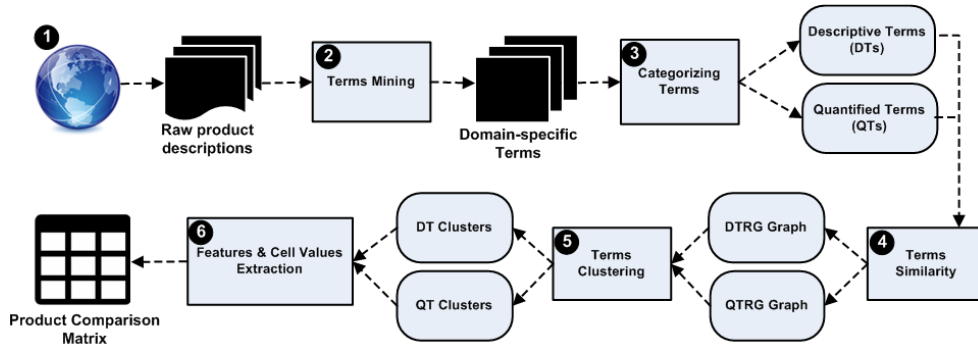 1
Raw product
descriptions
2
Terms Mining
Domain-specific
Terms
3
Categorizing
Terms
Descriptive Terms
(DTs)
Quantified Terms
(QTs)
4
Terms
Similarity
DTRG Graph
QTRG Graph
5
Terms
Clustering
DT Clusters
QT Clusters
6
Features & Cell Values
Extraction
Product Comparison
Matrix